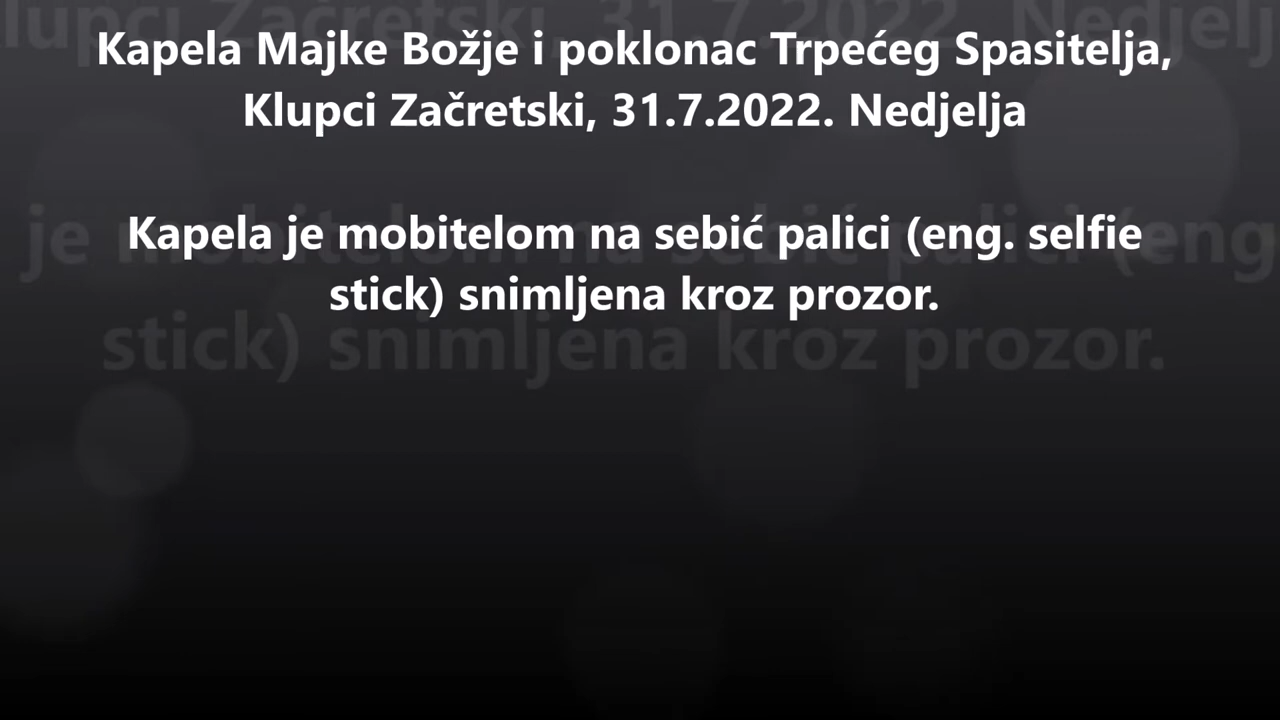 Kapela Majke Božje i poklonac Trpećeg Spasitelja,
Klupci Začretski, 31.7.2022. Nedjelja
Kapela je mobitelom na sebić palici (eng. selfie
stick) snimljena kroz prozor.